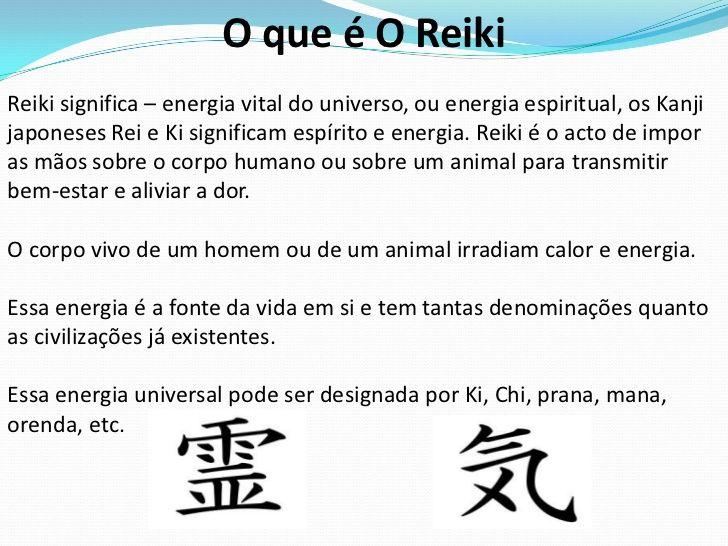 O que é O Reiki
Reiki significa – energia vital do universo, ou energia espiritual, os Kanji
japoneses Rei e Ki significam espírito e energia. Reiki é o acto de impor
as mãos sobre o corpo humano ou sobre um animal para transmitir
bem-estar e aliviar a dor.
O corpo vivo de um homem ou de um animal irradiam calor e energia.
Essa energia é a fonte da vida em si e tem tantas denominações quanto
as civilizações já existentes.
Essa energia universal pode ser designada por Ki, Chi, prana, mana,
orenda, etc.
霊 気